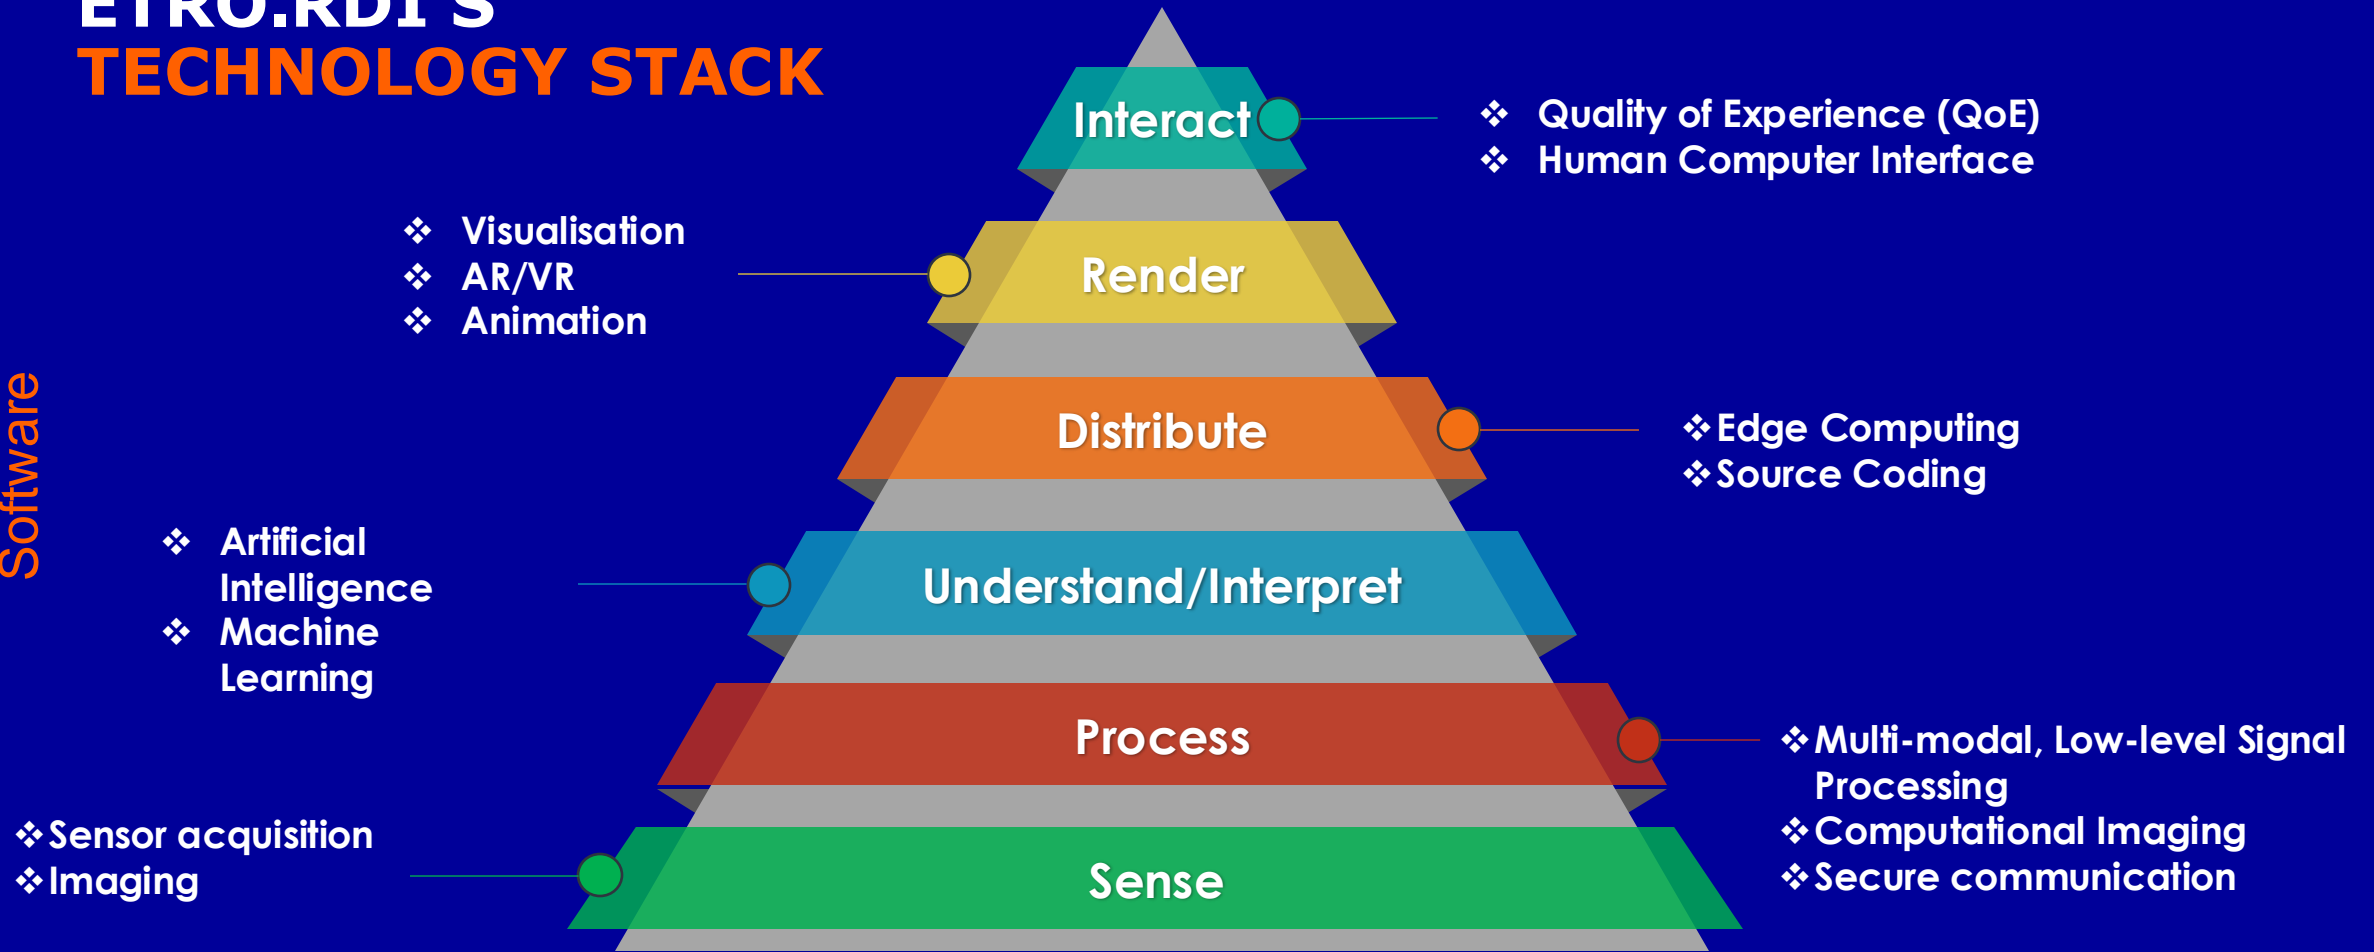 ETRO.RDI'S
TECHNOLOGY STACK
Interact
❖ Quality of Experience (QoE)
❖ Human Computer Interface
❖ Visualisation
❖ AR/VR
❖ Animation
Render
Distribute
❖ Edge Computing
❖ Source Coding
Software
❖ Artificial
Intelligence
❖ Machine
Learning
Understand/Interpret
Process
❖ Multi-modal, Low-level Signal
Processing
❖ Computational Imaging
❖ Secure communication
❖ Sensor acquisition
❖ Imaging
Sense